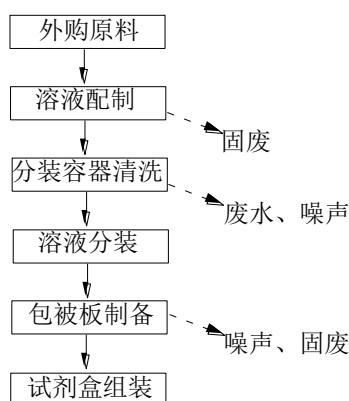 外购原料
溶液配制
固废
分装容器清洗
废水、噪声
溶液分装
包被板制备
噪声、固废
试剂盒组装